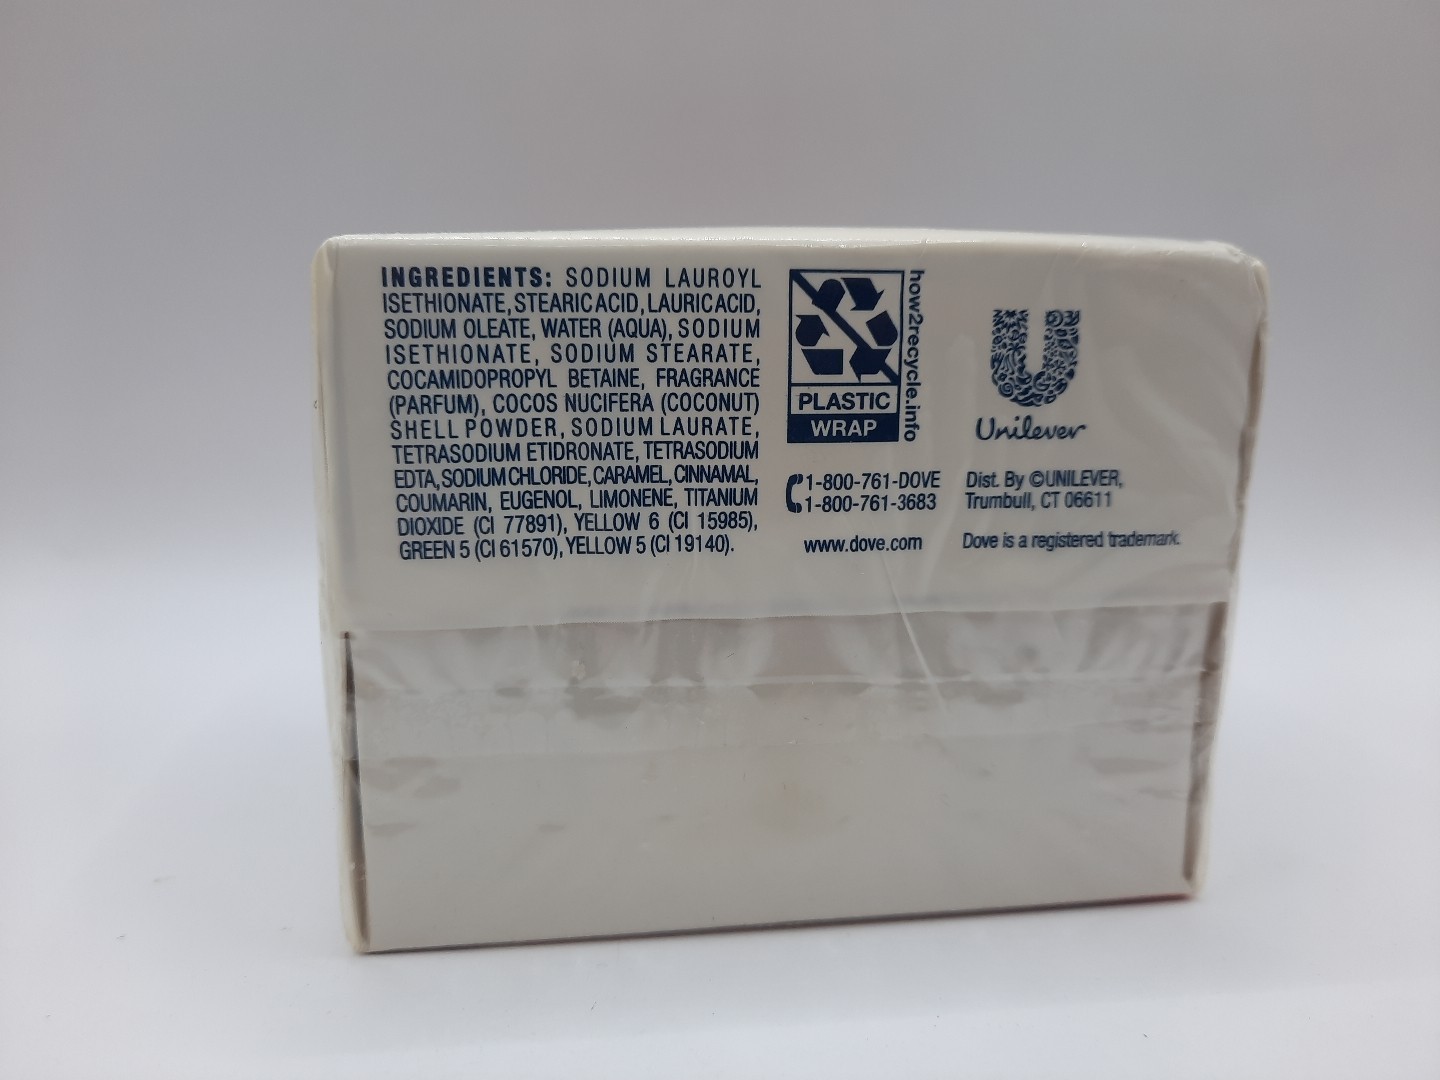 INGREDIENTS: SODIUM LAUROYL
ISETHIONATE, STEARIC ACID, LAURIC ACID,
SODIUM OLEATE, WATER (AQUA), SODIUM
ISETHIONATE, SODIUM STEARATE,
COCAMIDOPROPYL BETAINE, FRAGRANCE
(PARFUM), COCOS NUCIFERA (COCONUT)
SHELL POWDER, SODIUM LAURATE,
TETRASODIUM ETIDRONATE, TETRASODIUM
EDTA, SODIUM CHLORIDE, CARAMEL, CINNAMAL,
COUMARIN, EUGENOL, LIMONENE, TITANIUM
DIOXIDE (CI 77891), YELLOW 6 (CI 15985),
GREEN 5 (CI 61570), YELLOW 5 (CI 19140).
PLASTIC
WRAP
how2recycle.info
1-800-761-DOVE
1-800-761-3683
www.dove.com
Unilever
Dist. By ©UNILEVER,
Trumbull, CT 06611
Dove is a registered trademark.